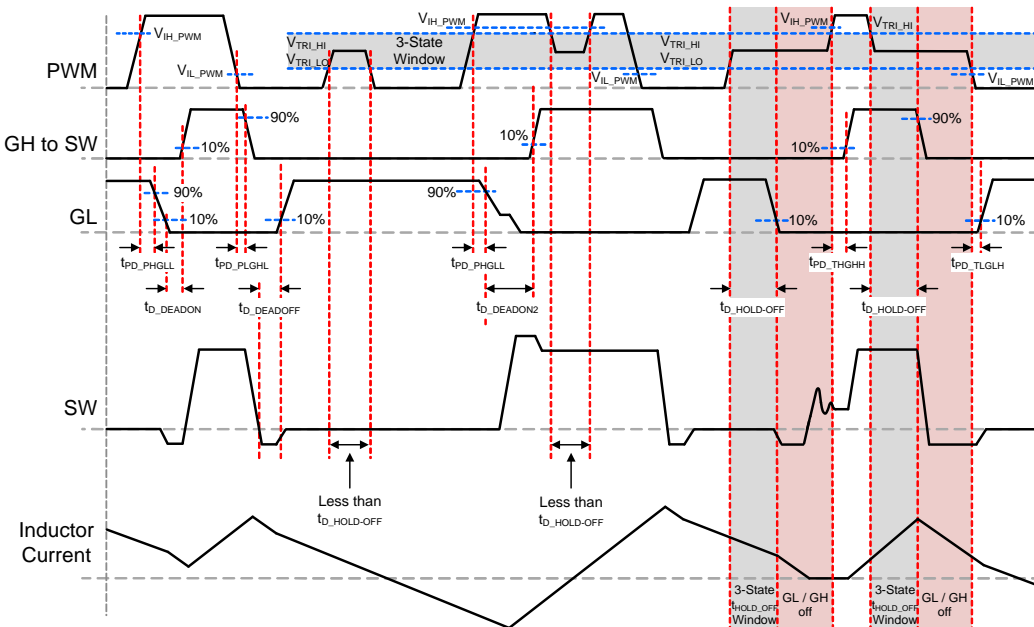 V_IH_PWM
V_IL_PWM
V_TRI_HI
V_TRI_LO
3-State
Window
V_IH_PWM
V_IL_PWM
V_TRI_HI
V_TRI_LO
V_IH_PWM
V_TRI_HI
V_IL_PWM
PWM
90%
10%
10%
10%
90%
GH to SW
90%
10%
10%
90%
10%
10%
GL
t_PD_PHGLL
t_PD_PLGHL
t_PD_PHGLL
t_PD_THGHH
t_PD_TLGLH
t_D_DEADON
t_D_DEADOFF
t_D_DEADON2
t_D_HOLD-OFF
t_D_HOLD-OFF
SW
Less than
t_D_HOLD-OFF
Less than
t_D_HOLD-OFF
Inductor
Current
3-State
t_HOLD_OFF
Window
GL / GH
off
3-State
t_HOLD_OFF
Window
GL / GH
off